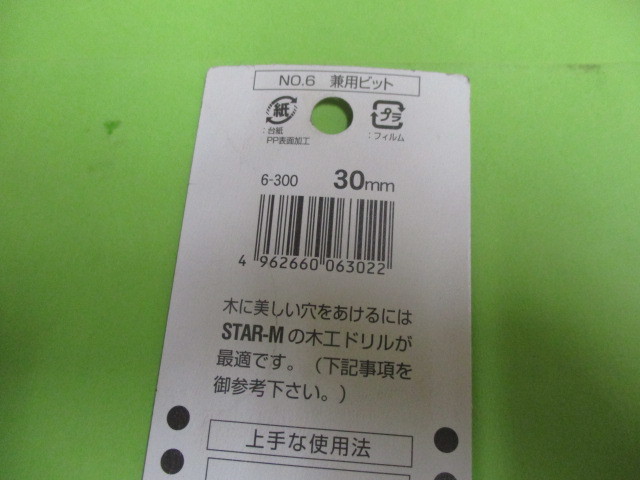 NO.6 兼用ビット
紙
プラ
:台紙
PP表面加工
:フィルム
6-300 30mm
4 962660 063022
木に美しい穴をあけるには
STAR-M の木工ドリルが
最適です。(下記事項を
御参考下さい。)
上手な使用法